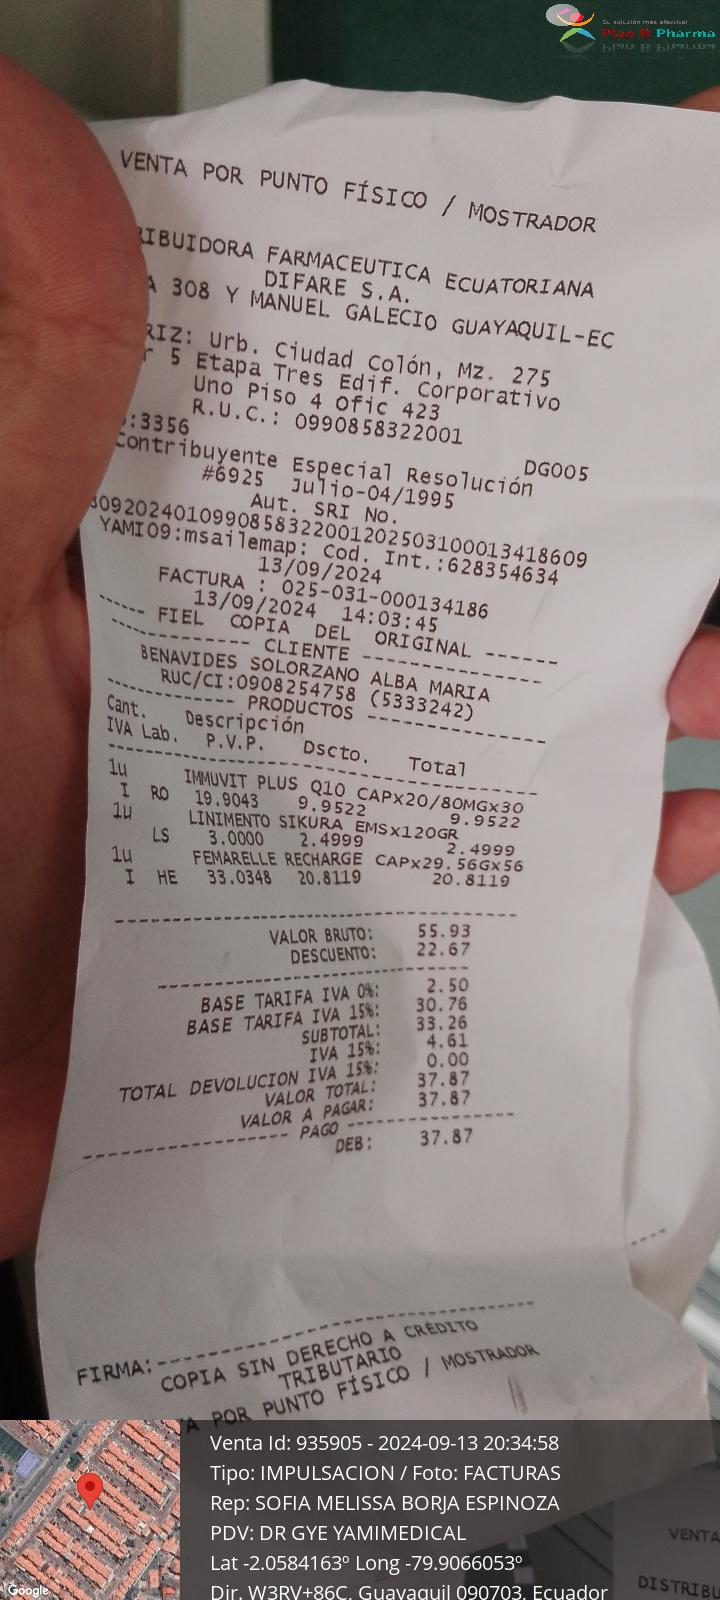 Su solución más efectiva!
Plan B Pharma
VENTA POR PUNTO FÍSICO / MOSTRADOR
RIBUIDORA FARMACEUTICA ECUATORIANA
DIFARE S.A.
A 308 Y MANUEL GALECIO GUAYAQUIL-EC
RIZ: Urb. Ciudad Colón, Mz. 275
r 5 Etapa Tres Edif. Corporativo
Uno Piso 4 Ofic 423
R.U.C.: 0990858322001
:3356 DG005
Contribuyente Especial Resolución
#6925 Julio-04/1995
Aut. SRI No.
3092024010990858322001202503100013418609
YAMI09:msailemap: Cod. Int.:628354634
13/09/2024
FACTURA : 025-031-000134186
13/09/2024 14:03:45
------ FIEL COPIA DEL ORIGINAL ------
-------------- CLIENTE ----------------
BENAVIDES SOLORZANO ALBA MARIA
RUC/CI:0908254758 (5333242)
-------------- PRODUCTOS ----------------
Cant. Descripción
IVA Lab. P.V.P. Dscto. Total
1u IMMUVIT PLUS Q10 CAPx20/80MGx30
I RO 19.9043 9.9522 9.9522
1u LINIMENTO SIKURA EMSx120GR
LS 3.0000 2.4999 2.4999
1u FEMARELLE RECHARGE CAPx29.56Gx56
I HE 33.0348 20.8119 20.8119
VALOR BRUTO: 55.93
DESCUENTO: 22.67
BASE TARIFA IVA 0%: 2.50
BASE TARIFA IVA 15%: 30.76
SUBTOTAL: 33.26
IVA 15%: 4.61
TOTAL DEVOLUCION IVA 15%: 0.00
VALOR TOTAL: 37.87
VALOR A PAGAR: 37.87
-------------------- PAGO ----------------
DEB: 37.87
FIRMA:-----------------------------------
COPIA SIN DERECHO A CREDITO
TRIBUTARIO
A POR PUNTO FÍSICO / MOSTRADOR
Venta Id: 935905 - 2024-09-13 20:34:58
Tipo: IMPULSACION / Foto: FACTURAS
Rep: SOFIA MELISSA BORJA ESPINOZA
PDV: DR GYE YAMIMEDICAL
Lat -2.0584163º Long -79.9066053º
Dir. W3RV+86C, Guayaquil 090703, Ecuador
Google
VENTA
DISTRIBU